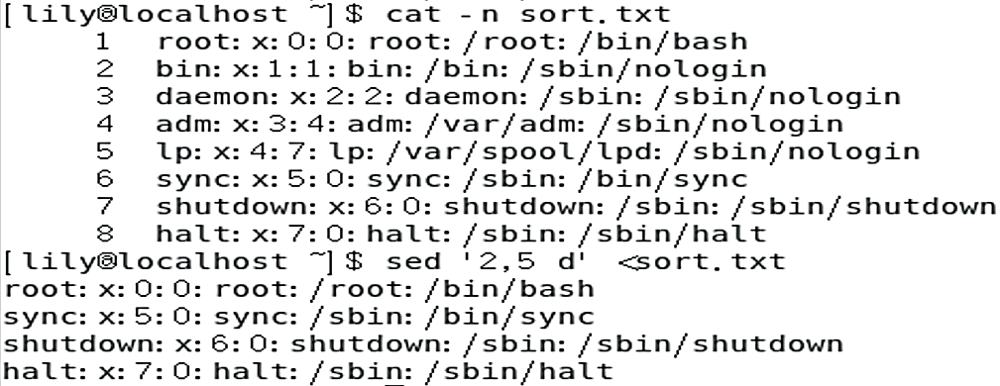 [lily@localhost ~]$ cat -n sort.txt
1 root:x:0:0:root:/root:/bin/bash
2 bin:x:1:1:bin:/bin:/sbin/nologin
3 daemon:x:2:2:daemon:/sbin:/sbin/nologin
4 adm:x:3:4:adm:/var/adm:/sbin/nologin
5 lp:x:4:7:lp:/var/spool/lpd:/sbin/nologin
6 sync:x:5:0:sync:/sbin:/bin/sync
7 shutdown:x:6:0:shutdown:/sbin:/sbin/shutdown
8 halt:x:7:0:halt:/sbin:/sbin/halt
[lily@localhost ~]$ sed '2,5 d' <sort.txt
root:x:0:0:root:/root:/bin/bash
sync:x:5:0:sync:/sbin:/bin/sync
shutdown:x:6:0:shutdown:/sbin:/sbin/shutdown
halt:x:7:0:halt:/sbin:/sbin/halt